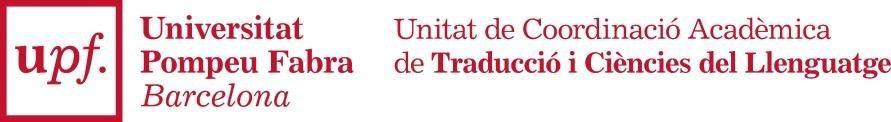 upf.
Universitat
Pompeu Fabra
Barcelona
Unitat de Coordinació Acadèmica
de Traducció i Ciències del Llenguatge